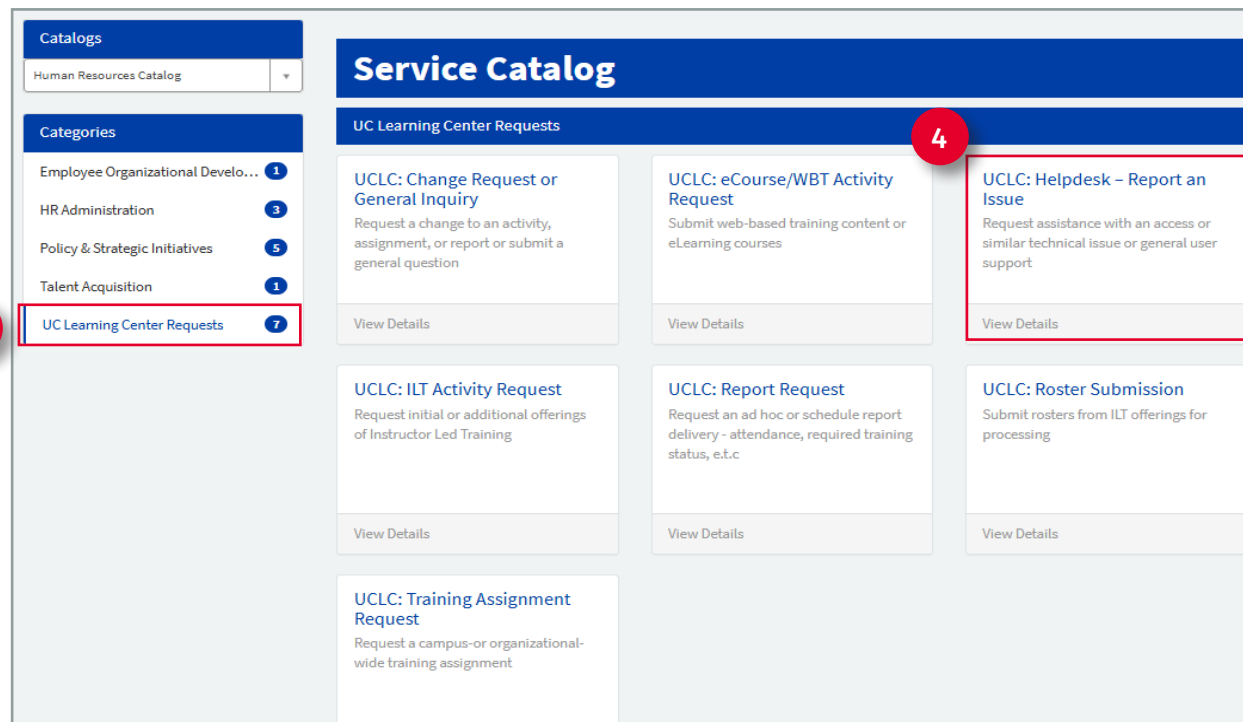 Catalogs
Human Resources Catalog
Categories
Employee Organizational Develo... 1
HR Administration 3
Policy & Strategic Initiatives 5
Talent Acquisition 1
UC Learning Center Requests 7
Service Catalog
UC Learning Center Requests
4
UCLC: Change Request or
General Inquiry
Request a change to an activity,
assignment, or report or submit a
general question
View Details
UCLC: eCourse/WBT Activity
Request
Submit web-based training content or
eLearning courses
View Details
UCLC: Helpdesk – Report an
Issue
Request assistance with an access or
similar technical issue or general user
support
View Details
UCLC: ILT Activity Request
Request initial or additional offerings
of Instructor Led Training
View Details
UCLC: Report Request
Request an ad hoc or schedule report
delivery - attendance, required training
status, e.t.c
View Details
UCLC: Roster Submission
Submit rosters from ILT offerings for
processing
View Details
UCLC: Training Assignment
Request
Request a campus-or organizational-
wide training assignment